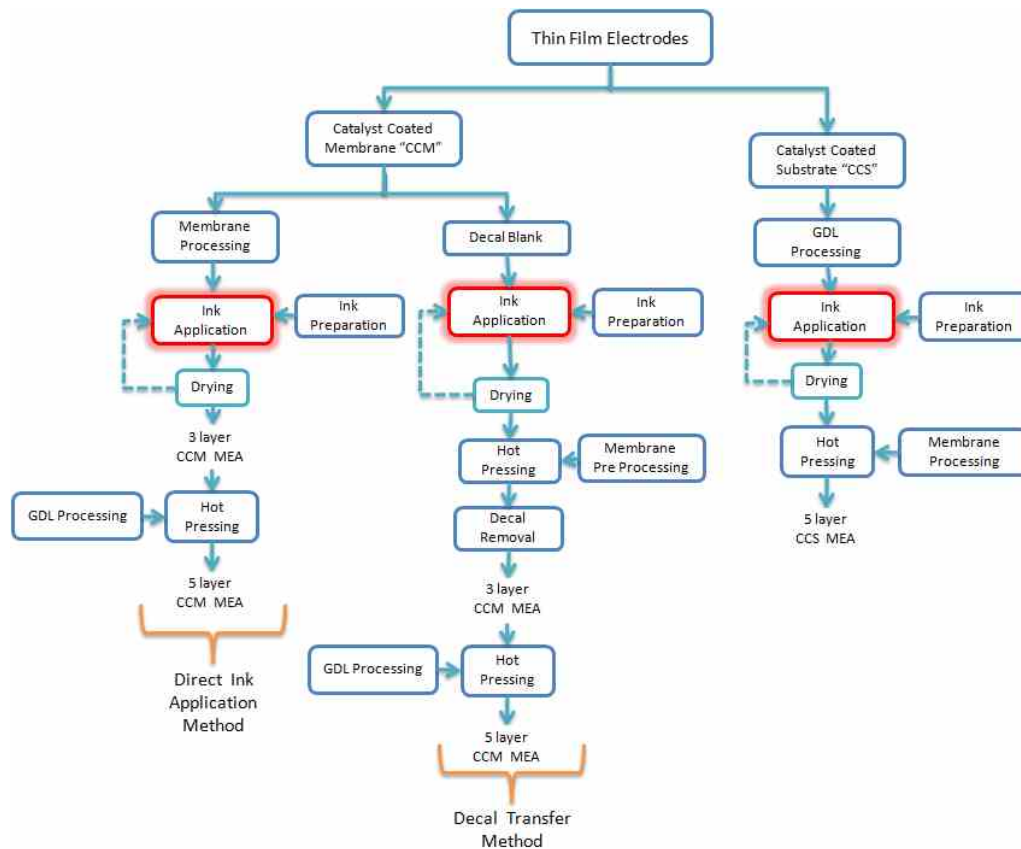 Thin Film Electrodes
Catalyst Coated
Membrane “CCM”
Catalyst Coated
Substrate “CCS”
Membrane
Processing
Decal Blank
GDL
Processing
Ink
Application
Ink
Preparation
Ink
Application
Ink
Preparation
Ink
Application
Ink
Preparation
Drying
Drying
Drying
3 layer
CCM MEA
Hot
Pressing
Membrane
Pre Processing
Hot
Pressing
Membrane
Processing
GDL Processing
Hot
Pressing
Decal
Removal
5 layer
CCS MEA
5 layer
CCM MEA
3 layer
CCM MEA
Direct Ink
Application
Method
GDL Processing
Hot
Pressing
5 layer
CCM MEA
Decal Transfer
Method